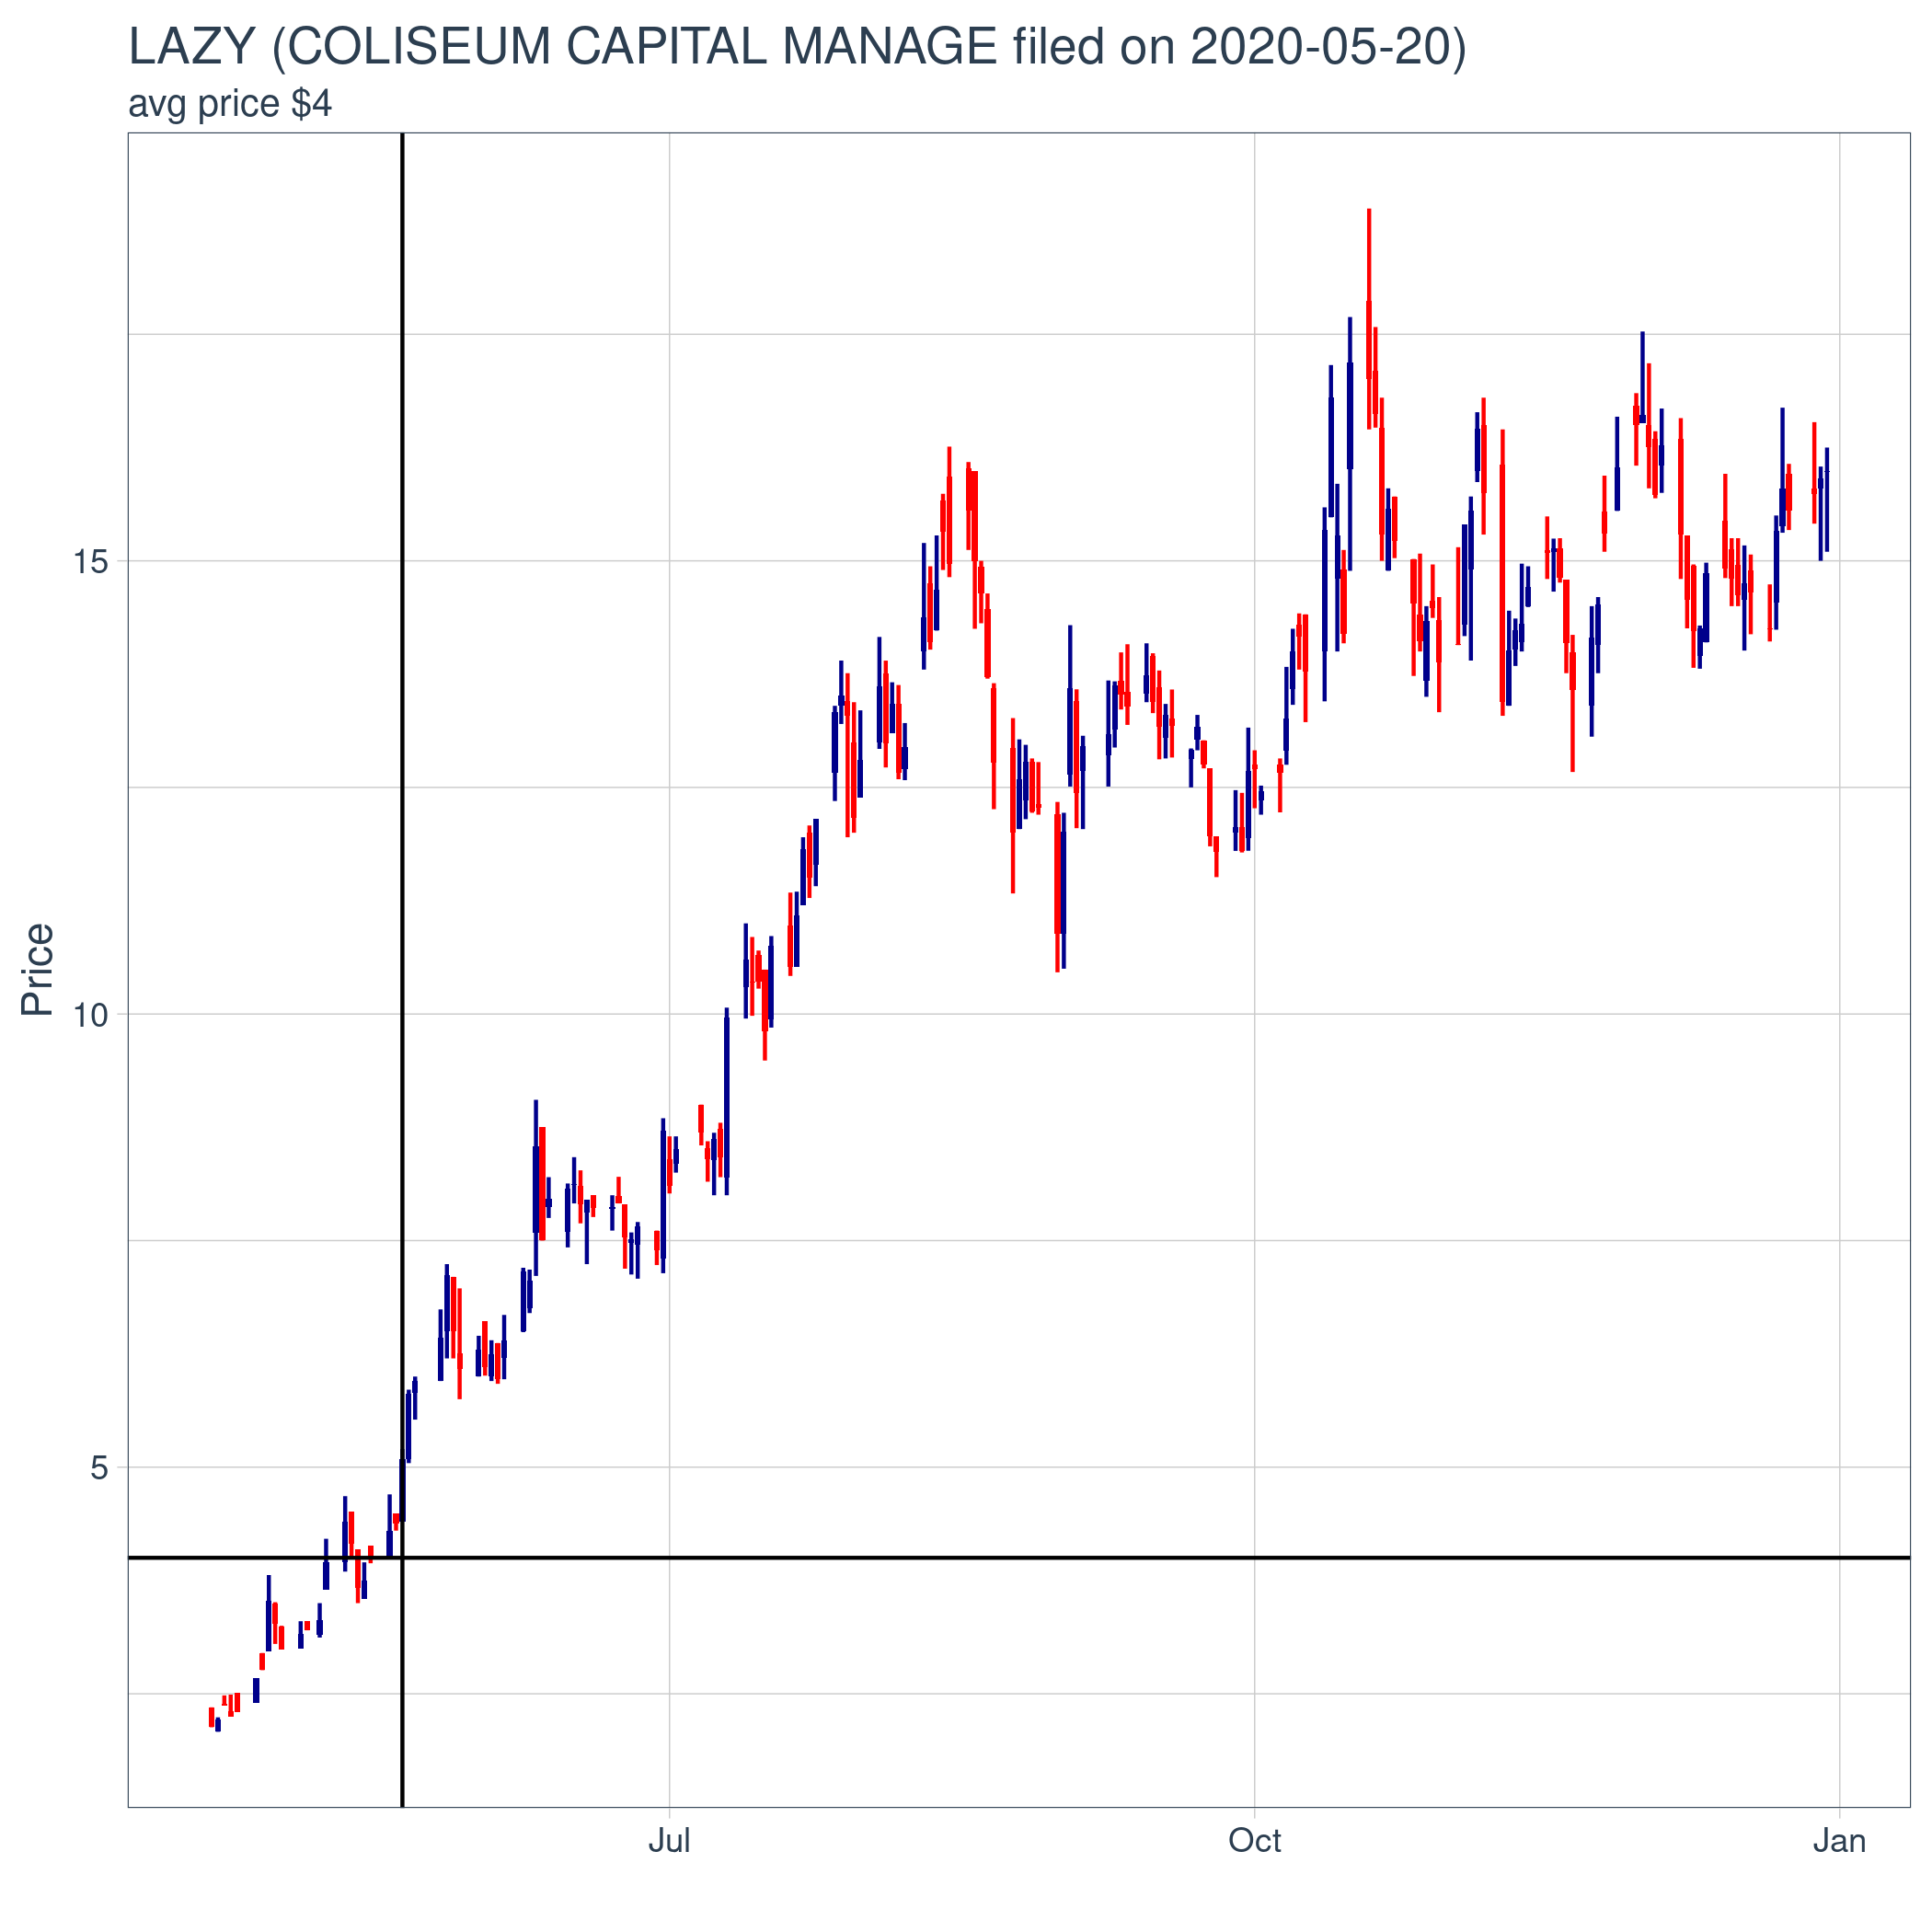 LAZY (COLISEUM CAPITAL MANAGE filed on 2020-05-20)
avg price $4
Price
15
10
5
Jul Oct Jan